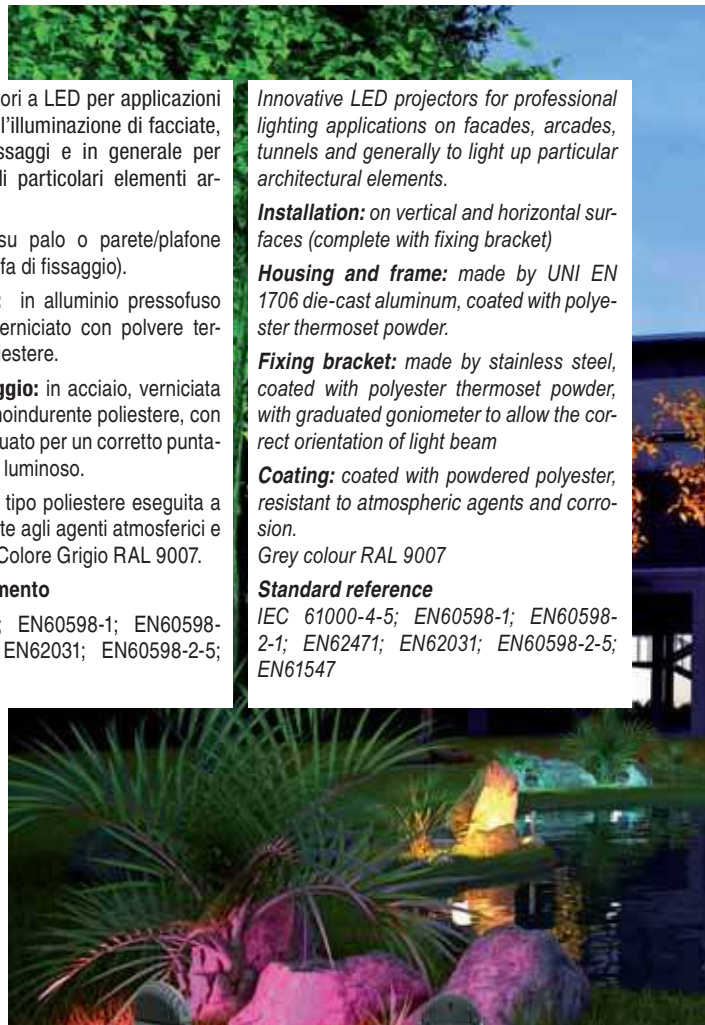 ori a LED per applicazioni
l'illuminazione di facciate,
ssaggi e in generale per
li particolari elementi ar-
su palo o parete/plafone
fa di fissaggio).
in alluminio pressofuso
erniciato con polvere ter-
iestere.
ggio: in acciaio, verniciata
noindurente poliestere, con
uato per un corretto punta-
luminoso.
tipo poliestere eseguita a
te agli agenti atmosferici e
Colore Grigio RAL 9007.
mento
; EN60598-1; EN60598-
EN62031; EN60598-2-5;
Innovative LED projectors for professional
lighting applications on facades, arcades,
tunnels and generally to light up particular
architectural elements.
Installation: on vertical and horizontal sur-
faces (complete with fixing bracket)
Housing and frame: made by UNI EN
1706 die-cast aluminum, coated with polye-
ster thermoset powder.
Fixing bracket: made by stainless steel,
coated with polyester thermoset powder,
with graduated goniometer to allow the cor-
rect orientation of light beam
Coating: coated with powdered polyester,
resistant to atmospheric agents and corro-
sion.
Grey colour RAL 9007
Standard reference
IEC 61000-4-5; EN60598-1; EN60598-
2-1; EN62471; EN62031; EN60598-2-5;
EN61547